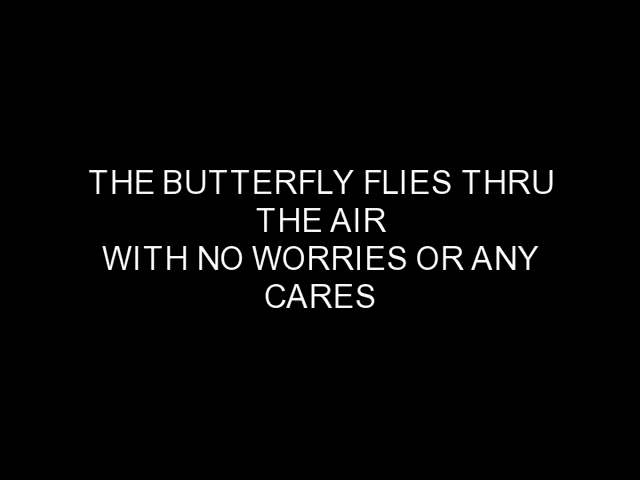 THE BUTTERFLY FLIES THRU
THE AIR
WITH NO WORRIES OR ANY
CARES